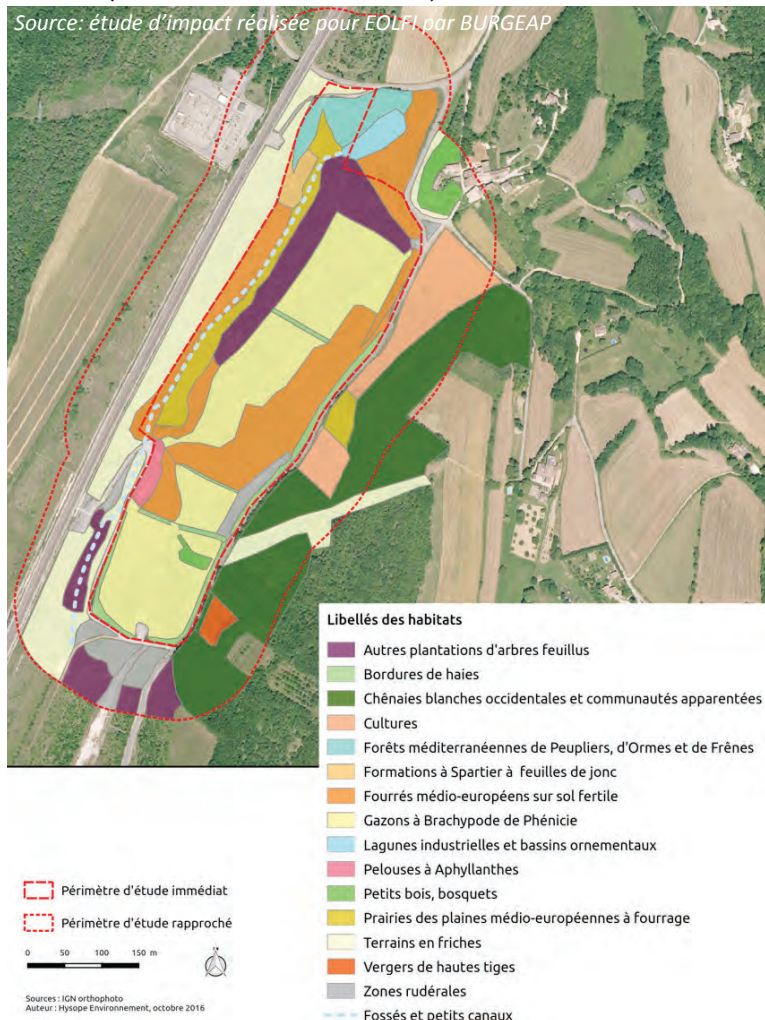 Source: étude d'impact réalisée pour EOLFI par BURGEAP
Libellés des habitats
Autres plantations d'arbres feuillus
Bordures de haies
Chênaies blanches occidentales et communautés apparentées
Cultures
Forêts méditerranéennes de Peupliers, d'Ormes et de Frênes
Formations à Spartier à feuilles de jonc
Fourrés médio-européens sur sol fertile
Gazons à Brachypode de Phénicie
Lagunes industrielles et bassins ornementaux
Pelouses à Aphyllanthes
Petits bois, bosquets
Prairies des plaines médio-européennes à fourrage
Terrains en friches
Vergers de hautes tiges
Zones rudérales
Fossés et petits canaux
Périmètre d'étude immédiat
Périmètre d'étude rapproché
0 50 100 150 m
N
Sources : IGN orthophoto
Auteur : Hysope Environnement, octobre 2016